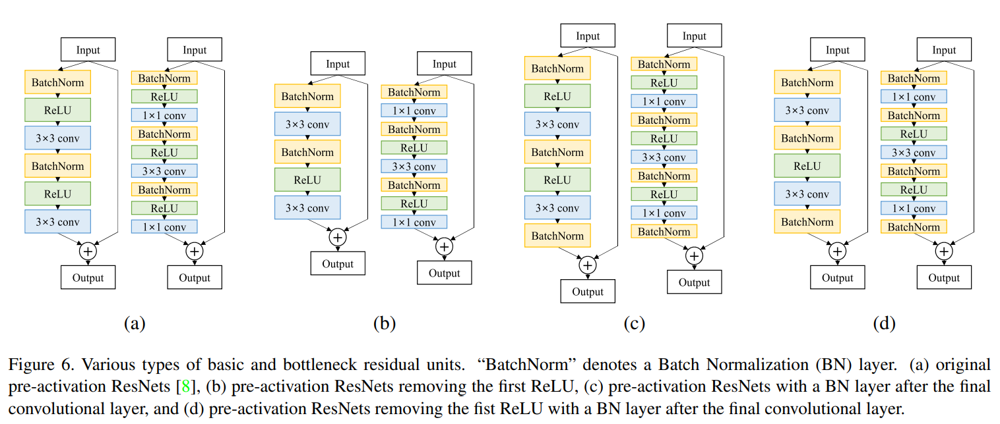 Input
BatchNorm
ReLU
3×3 conv
BatchNorm
ReLU
3×3 conv
+
Output
Input
BatchNorm
ReLU
1×1 conv
BatchNorm
ReLU
3×3 conv
BatchNorm
ReLU
1×1 conv
+
Output
(a)
Input
BatchNorm
3×3 conv
BatchNorm
ReLU
3×3 conv
+
Output
Input
BatchNorm
1×1 conv
BatchNorm
ReLU
3×3 conv
BatchNorm
ReLU
1×1 conv
+
Output
(b)
Input
BatchNorm
ReLU
3×3 conv
BatchNorm
ReLU
3×3 conv
BatchNorm
+
Output
Input
BatchNorm
ReLU
1×1 conv
BatchNorm
ReLU
3×3 conv
BatchNorm
ReLU
1×1 conv
BatchNorm
+
Output
(c)
Input
BatchNorm
3×3 conv
BatchNorm
ReLU
3×3 conv
BatchNorm
+
Output
Input
BatchNorm
1×1 conv
BatchNorm
ReLU
3×3 conv
BatchNorm
ReLU
1×1 conv
BatchNorm
+
Output
(d)
Figure 6. Various types of basic and bottleneck residual units. “BatchNorm” denotes a Batch Normalization (BN) layer. (a) original
pre-activation ResNets [8], (b) pre-activation ResNets removing the first ReLU, (c) pre-activation ResNets with a BN layer after the final
convolutional layer, and (d) pre-activation ResNets removing the fist ReLU with a BN layer after the final convolutional layer.